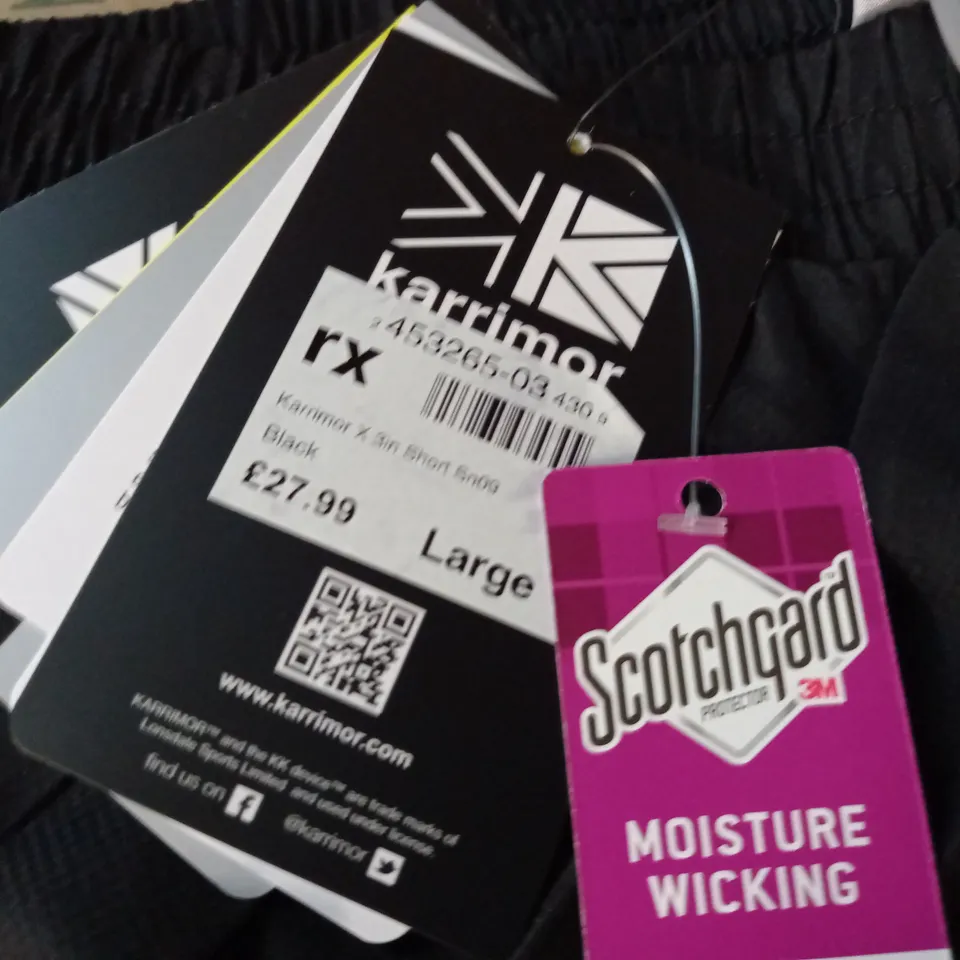 karrimor
453265-03 430
rx
Karrimor X 3in Short Sn09
Black
£27.99
Large
www.karrimor.com
KARRIMOR™ and the KK device™ are trade marks of
Lonsdale Sports Limited and used under license.
find us on f
@karrimor
Scotchgard™
PROTECTOR 3M
MOISTURE
WICKING